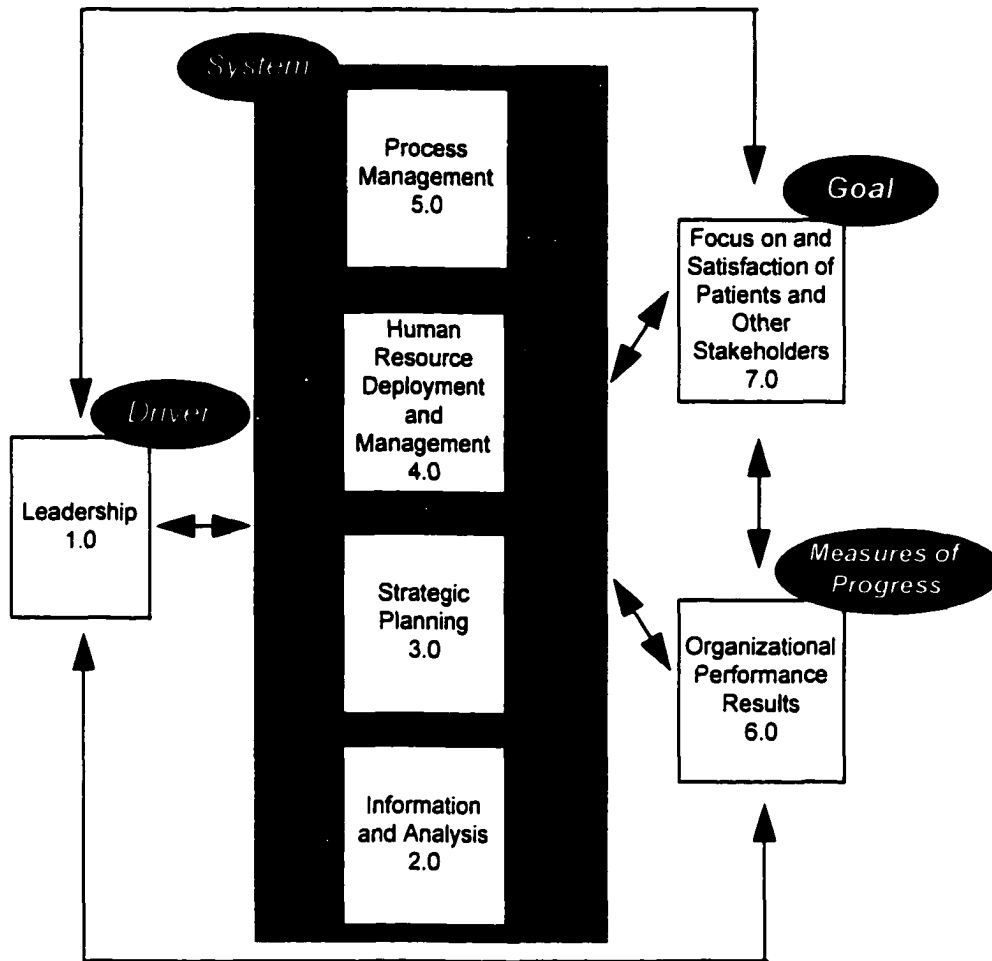 System
Process
Management
5.0
Goal
Focus on and
Satisfaction of
Patients and
Other
Stakeholders
7.0
Human
Resource
Deployment
and
Management
4.0
Driver
Leadership
1.0
Measures of
Progress
Strategic
Planning
3.0
Organizational
Performance
Results
6.0
Information
and Analysis
2.0